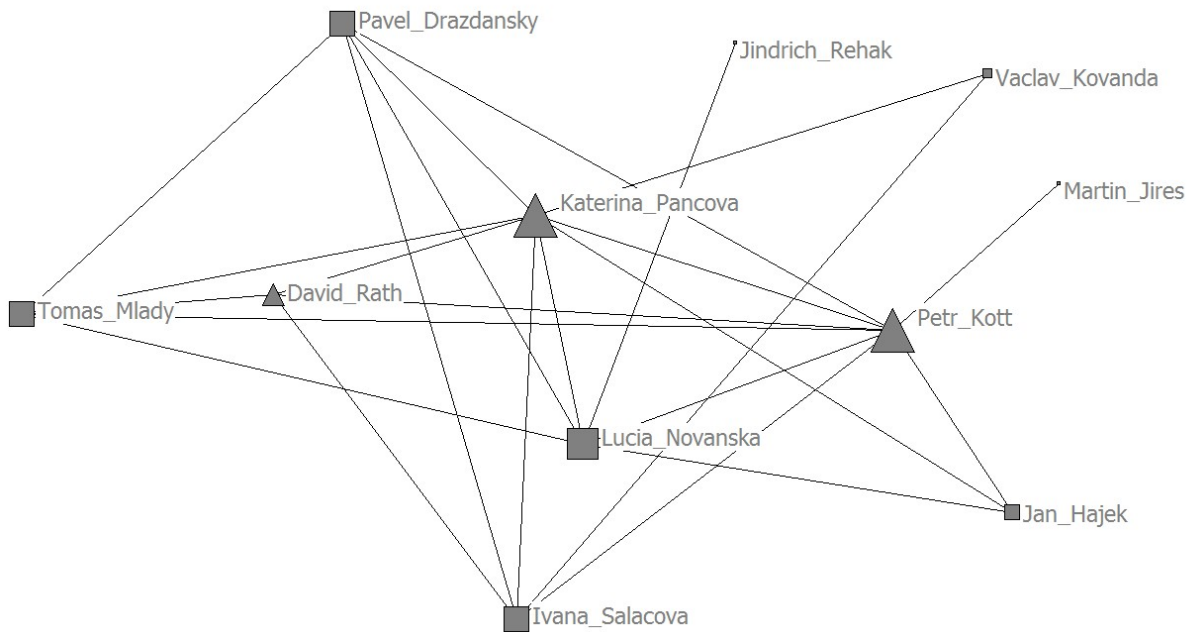 Pavel_Drazdansky
Jindrich_Rehak
Vaclav_Kovanda
Katerina_Pancova
Martin_Jires
David_Rath
Tomas_Mlady
Petr_Kott
Lucia_Novanska
Jan_Hajek
Ivana_Salacova